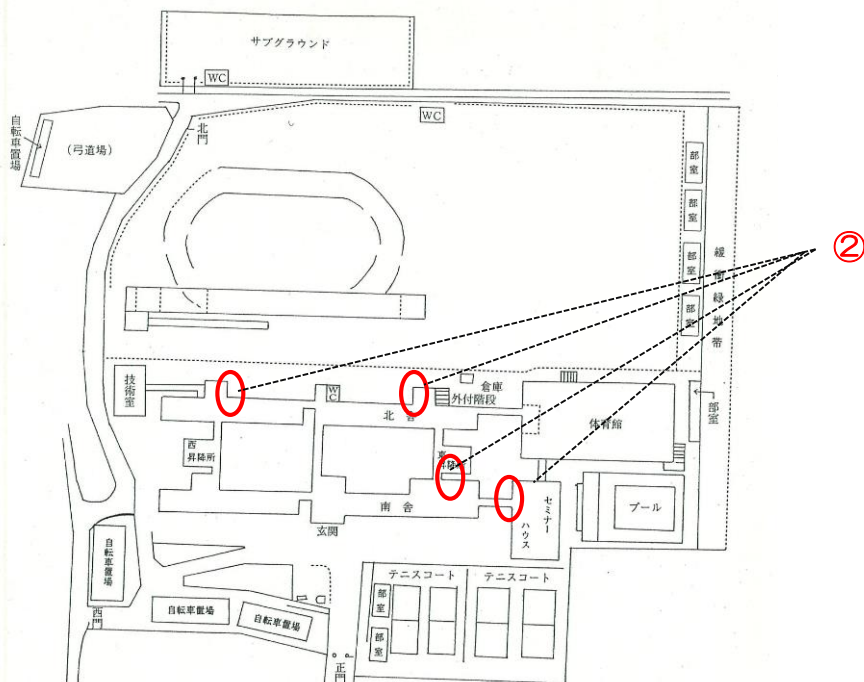 サブグラウンド
WC
WC
自転車置場
(弓道場)
北門
部室
部室
部室
部室
②
緩衝緑地帯
技術室
WC
倉庫
外付階段
北舎
体育館
部室
西
昇降所
東
昇降所
南舎
玄関
セミナー
ハウス
プール
自転車置場
西門
自転車置場
自転車置場
テニスコート
テニスコート
部室
部室
正門